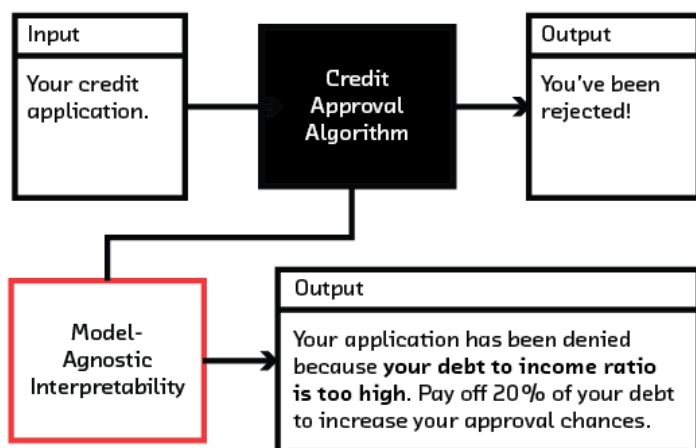 Input
Your credit
application.
Credit
Approval
Algorithm
Output
You've been
rejected!
Model-
Agnostic
Interpretability
Output
Your application has been denied
because your debt to income ratio
is too high. Pay off 20% of your debt
to increase your approval chances.